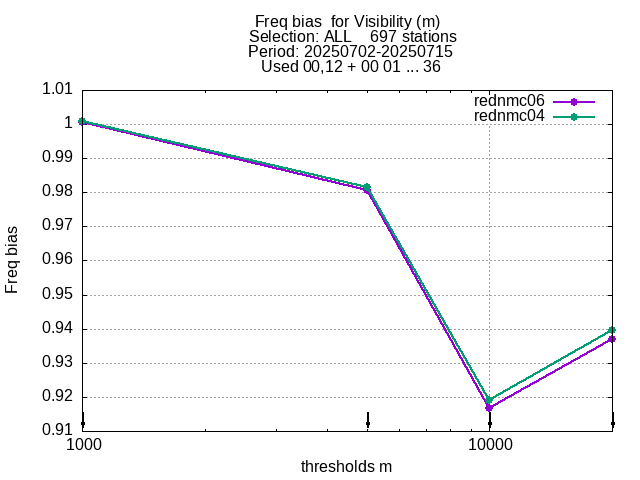 Freq bias  for Visibility (m)
Selection: ALL    697 stations
Period: 20250702-20250715
Used 00,12 + 00 01 ... 36
rednmc06
rednmc04
1.01
1
0.99
0.98
0.97
0.96
0.95
0.94
0.93
0.92
0.91
Freq bias
1000
10000
thresholds m